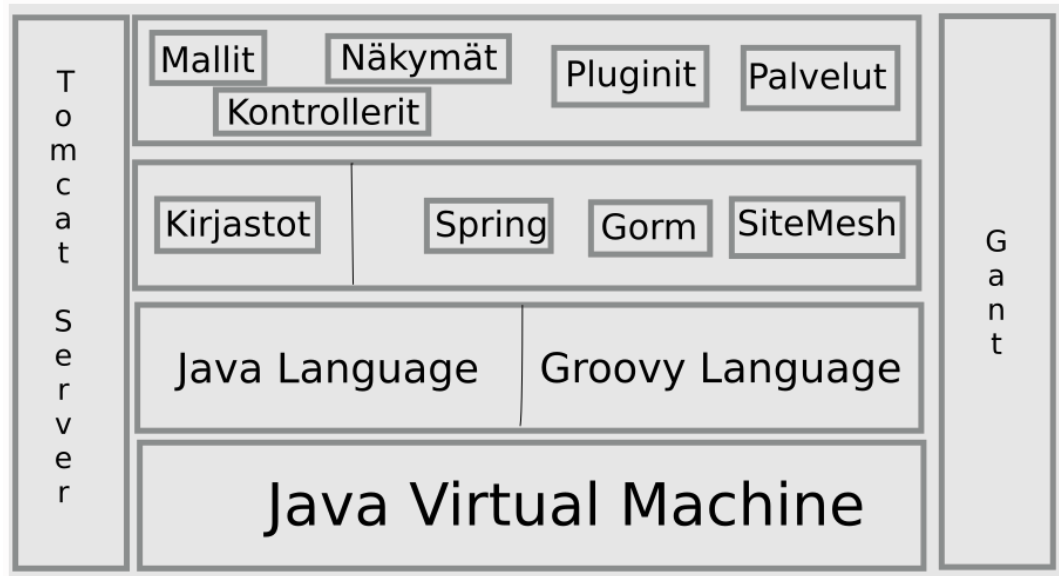 Tomcat Server
Mallit
Näkymät
Pluginit
Palvelut
Kontrollerit
Kirjastot
Spring
Gorm
SiteMesh
Java Language
Groovy Language
Java Virtual Machine
Gant